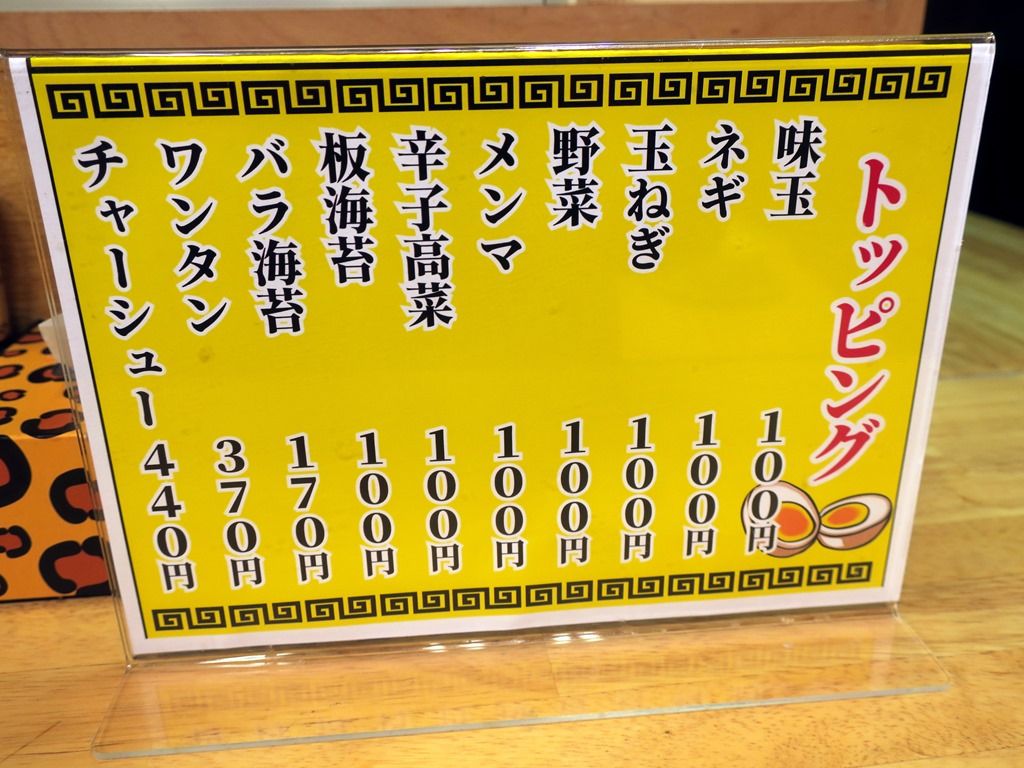 トッピング
味玉 100円
ネギ 100円
玉ねぎ 100円
野菜 100円
メンマ 100円
辛子高菜 100円
板海苔 100円
バラ海苔 170円
ワンタン 370円
チャーシュー 440円